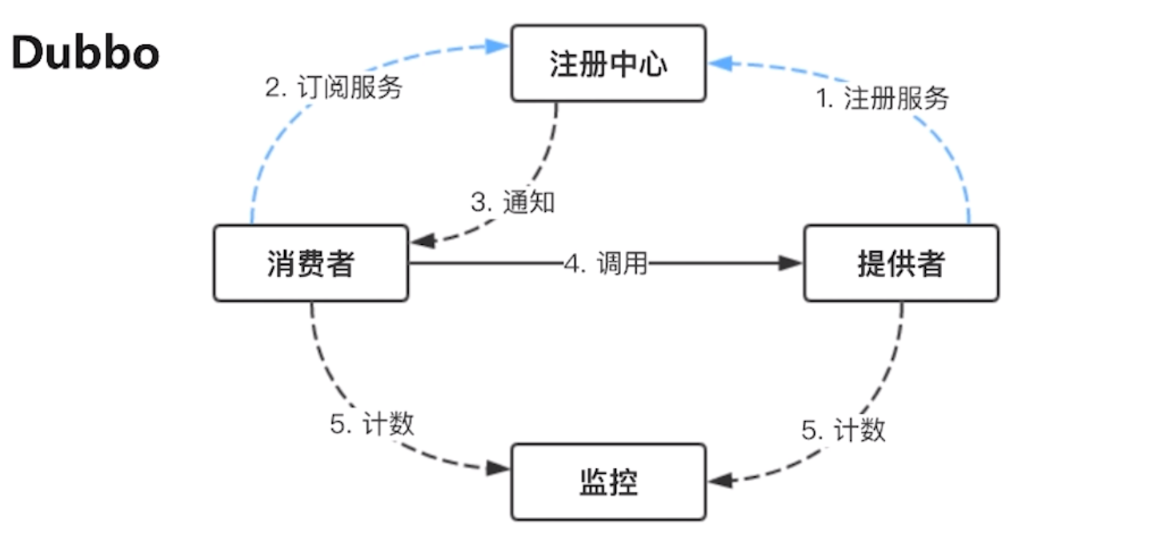 Dubbo
注册中心
2. 订阅服务
1. 注册服务
3. 通知
消费者
4. 调用
提供者
5. 计数
5. 计数
监控